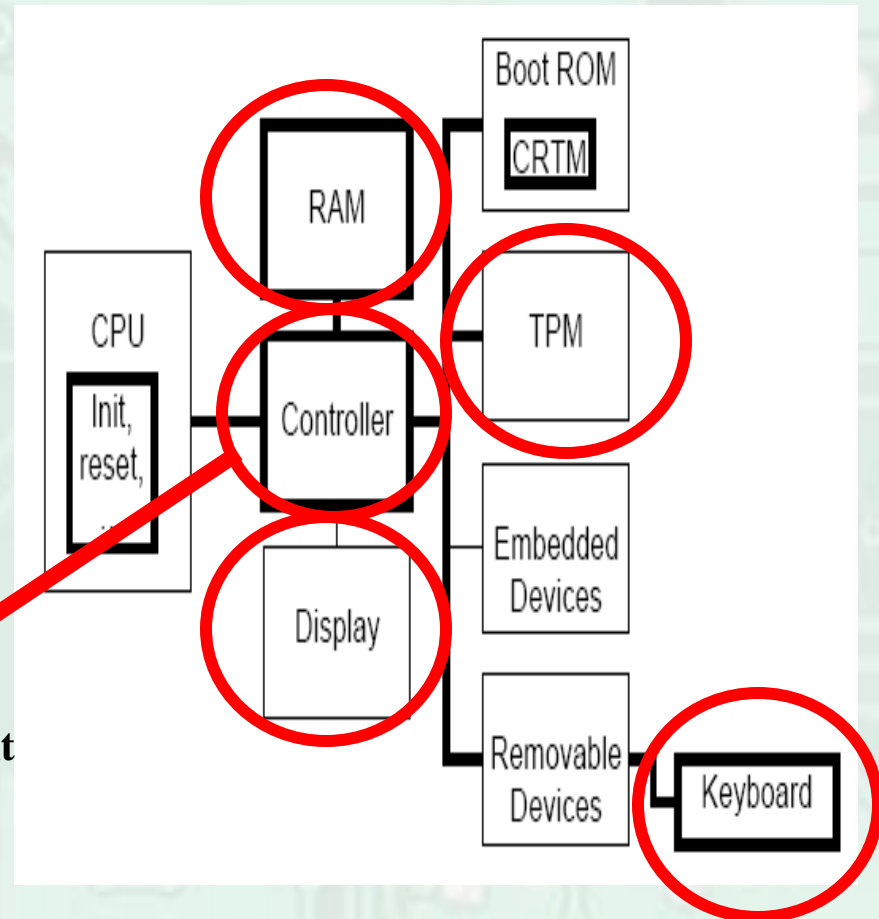 Boot ROM
CRTM
RAM
CPU
Init,
reset,
...
Controller
TPM
Embedded
Devices
Display
t
Removable
Devices
Keyboard